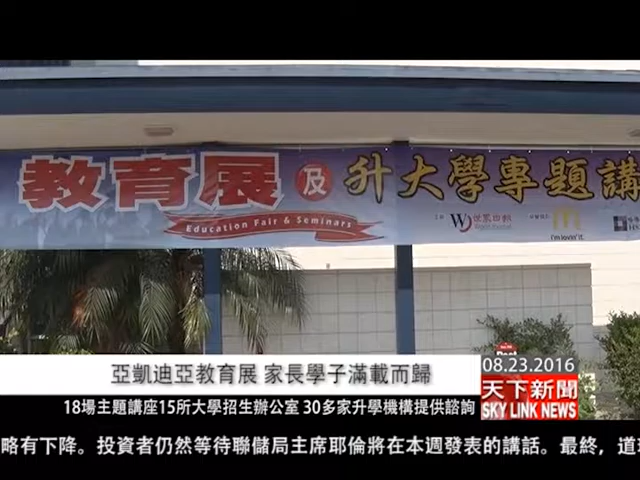 教育展及升大學專題講
Education Fair & Seminars
世界日報
i'm lovin' it
亞凱迪亞教育展 家長學子滿載而歸
08.23.2016
天下新聞
SKY LINK NEWS
18場主題講座15所大學招生辦公室 30多家升學機構提供諮詢
略有下降。投資者仍然等待聯儲局主席耶倫將在本週發表的講話。最終，道